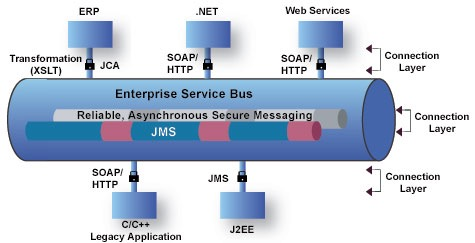 ERP
.NET
Web Services
Transformation
(XSLT)
JCA
SOAP/
HTTP
SOAP/
HTTP
Connection
Layer
Enterprise Service Bus
Reliable, Asynchronous Secure Messaging
JMS
Connection
Layer
SOAP/
HTTP
JMS
Connection
Layer
C/C++
Legacy Application
J2EE